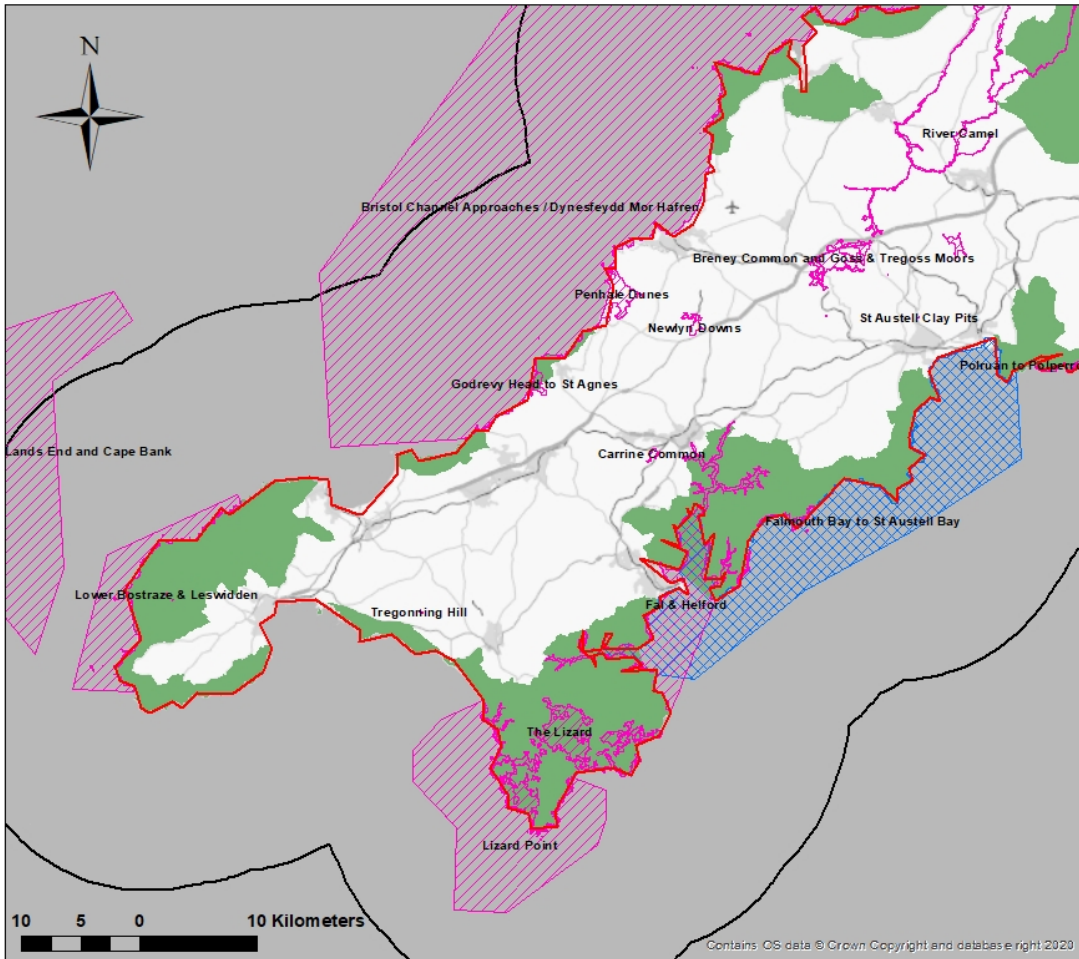 N
River Camel
Bristol Channel Approaches / Dynesfeydd Mor Hafren
Breney Common and Goss & Tregoss Moors
Penhale Dunes
St Austell Clay Pits
Newlyn Downs
Polruan to Polperr
Godrevy Head to St Agnes
Lands End and Cape Bank
Carrine Common
Falmouth Bay to St Austell Bay
Lower Bostraze & Leswidden
Fal & Helford
Tregonning Hill
The Lizard
Lizard Point
10 5 0 10 Kilometers
Contains OS data © Crown Copyright and database right 2020